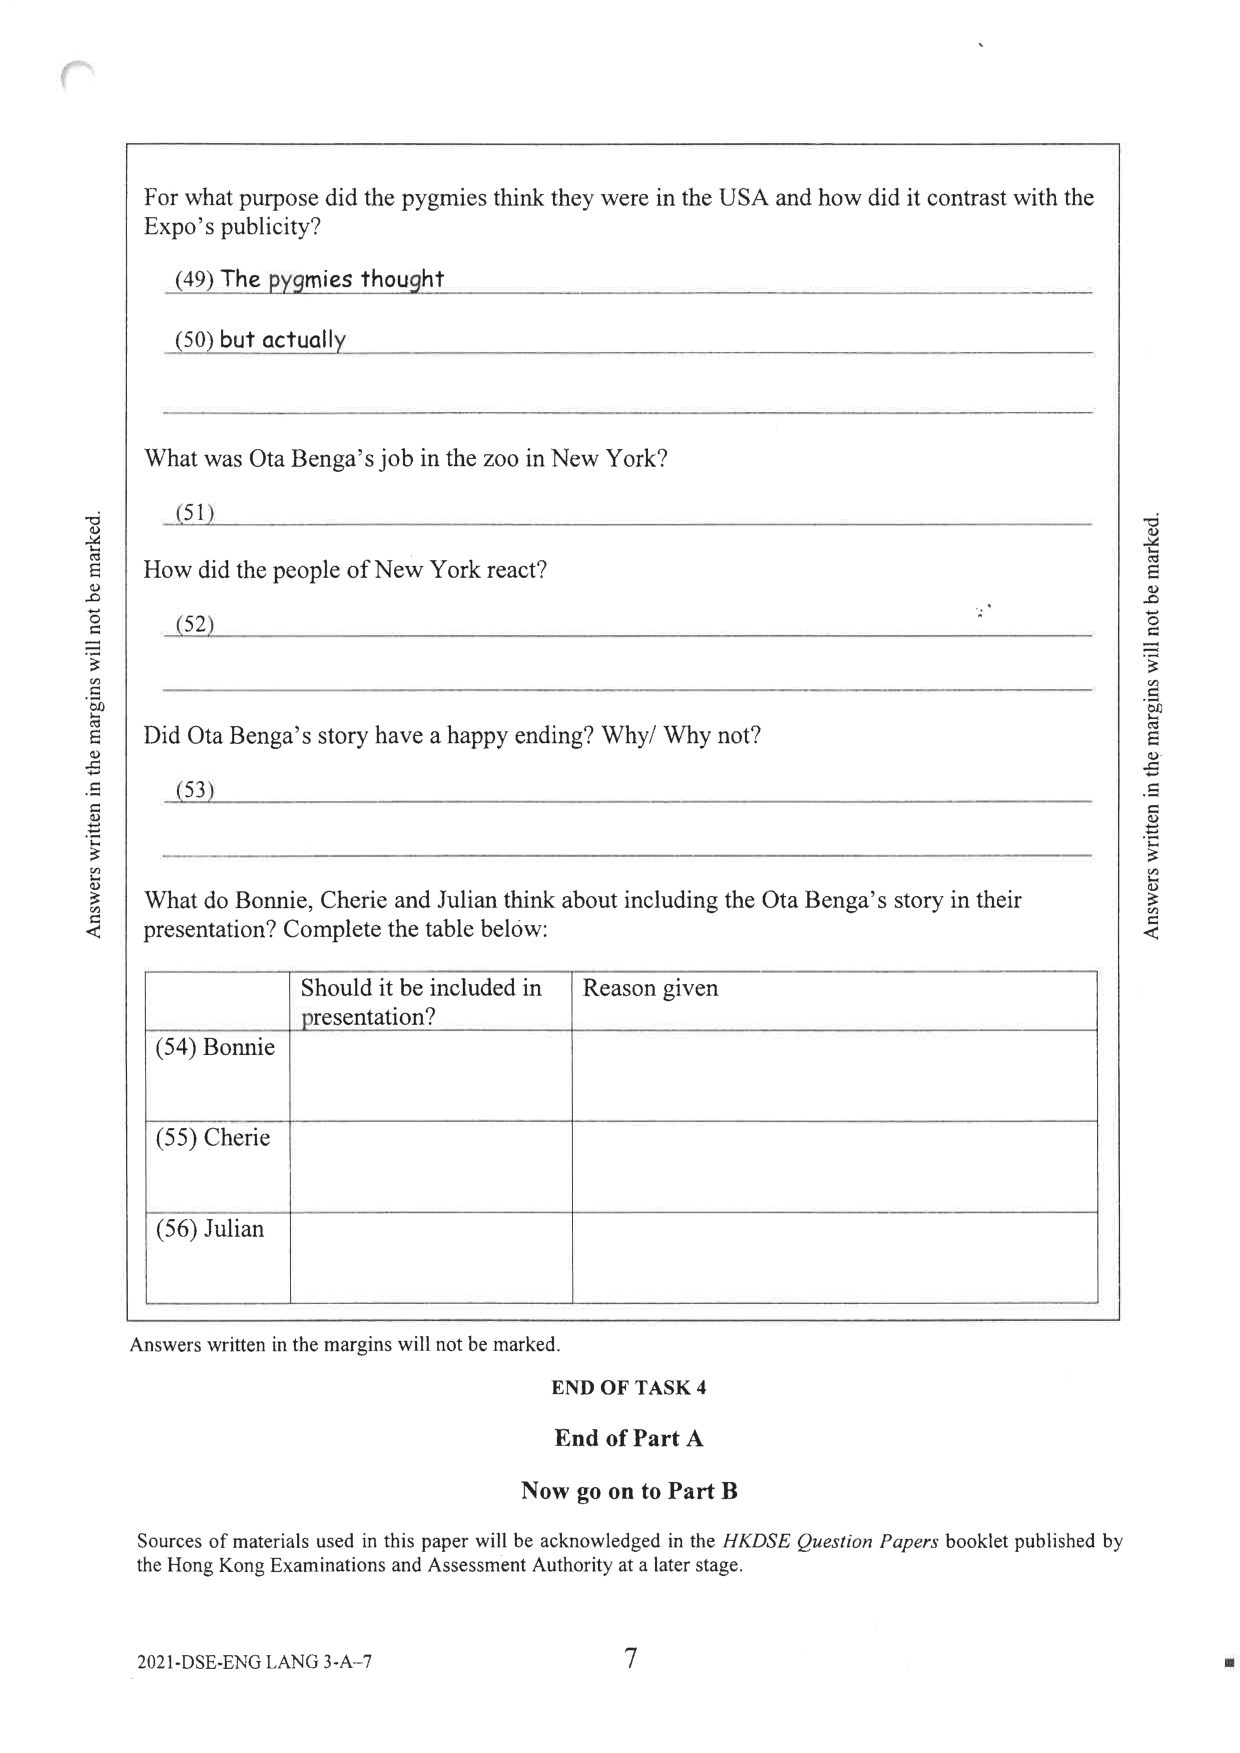 For what purpose did the pygmies think they were in the USA and how did it contrast with the
Expo's publicity?
(49) The pygmies thought
(50) but actually
What was Ota Benga's job in the zoo in New York?
(51)
How did the people of New York react?
(52)
Did Ota Benga's story have a happy ending? Why/ Why not?
(53)
What do Bonnie, Cherie and Julian think about including the Ota Benga's story in their
presentation? Complete the table below:
Should it be included in
presentation?
Reason given
(54) Bonnie
(55) Cherie
(56) Julian
Answers written in the margins will not be marked.
Answers written in the margins will not be marked.
Answers written in the margins will not be marked.
END OF TASK 4
End of Part A
Now go on to Part B
Sources of materials used in this paper will be acknowledged in the HKDSE Question Papers booklet published by
the Hong Kong Examinations and Assessment Authority at a later stage.
2021-DSE-ENG LANG 3-A–7
7